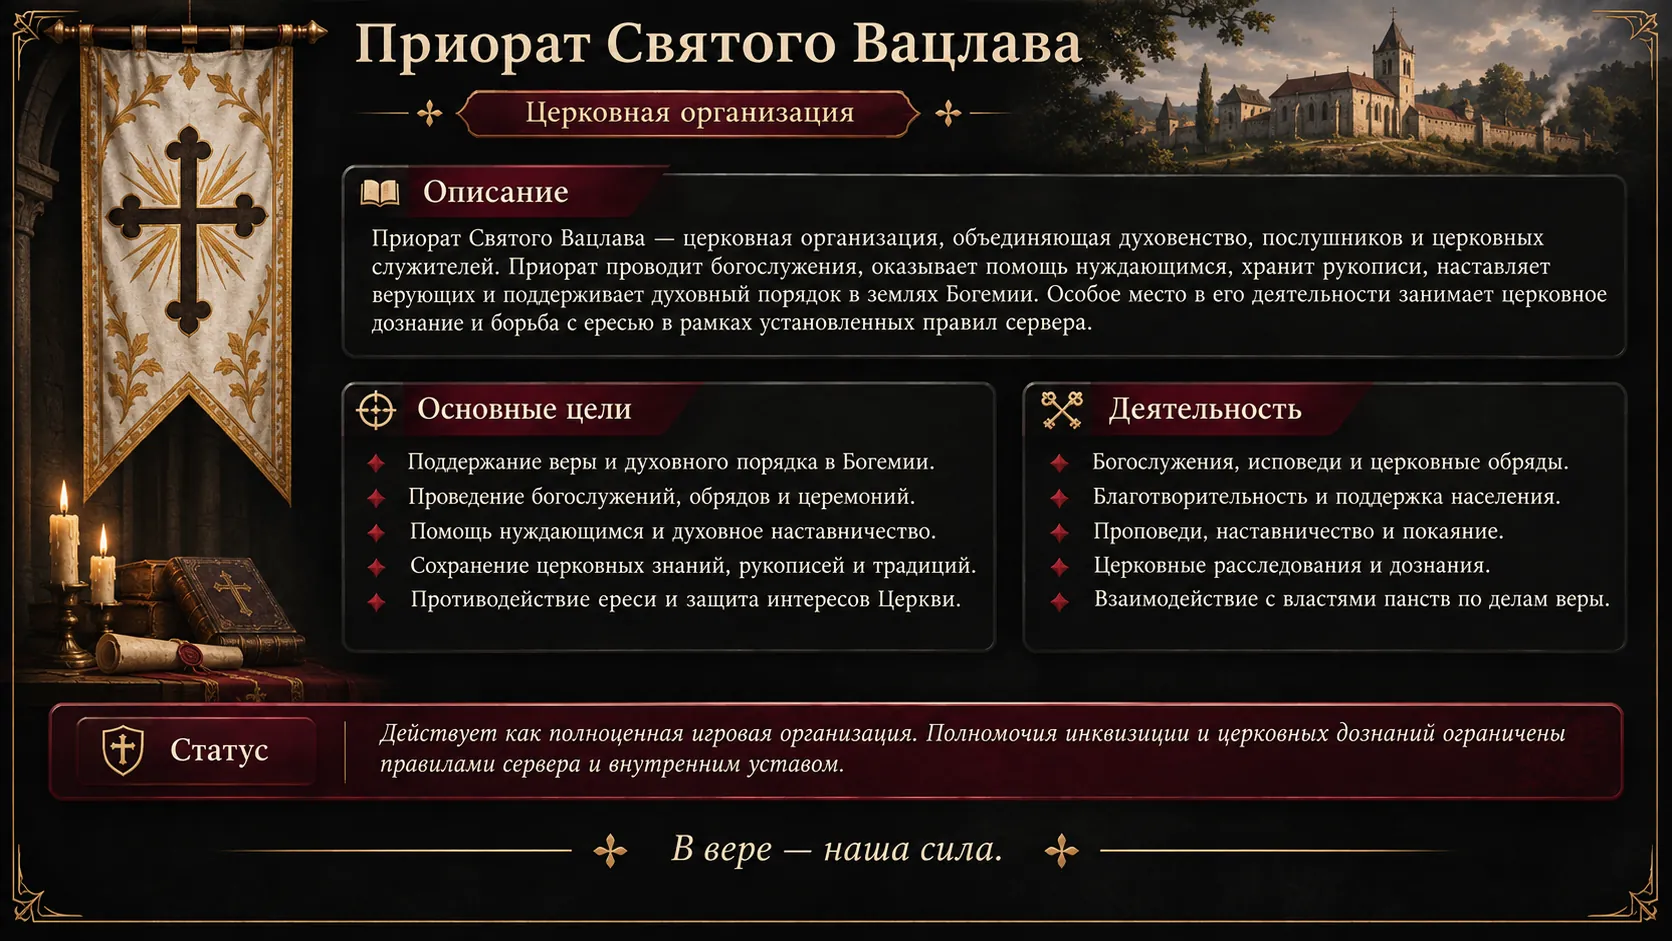 Приорат Святого Вацлава
Церковная организация
Описание
Приорат Святого Вацлава — церковная организация, объединяющая духовенство, послушников и церковных
служителей. Приорат проводит богослужения, оказывает помощь нуждающимся, хранит рукописи, наставляет
верующих и поддерживает духовный порядок в землях Богемии. Особое место в его деятельности занимает церковное
дознание и борьба с ересью в рамках установленных правил сервера.
Основные цели
Поддержание веры и духовного порядка в Богемии.
Проведение богослужений, обрядов и церемоний.
Помощь нуждающимся и духовное наставничество.
Сохранение церковных знаний, рукописей и традиций.
Противодействие ереси и защита интересов Церкви.
Деятельность
Богослужения, исповеди и церковные обряды.
Благотворительность и поддержка населения.
Проповеди, наставничество и покаяние.
Церковные расследования и дознания.
Взаимодействие с властями панств по делам веры.
Статус
Действует как полноценная игровая организация. Полномочия инквизиции и церковных дознаний ограничены
правилами сервера и внутренним уставом.
В вере — наша сила.